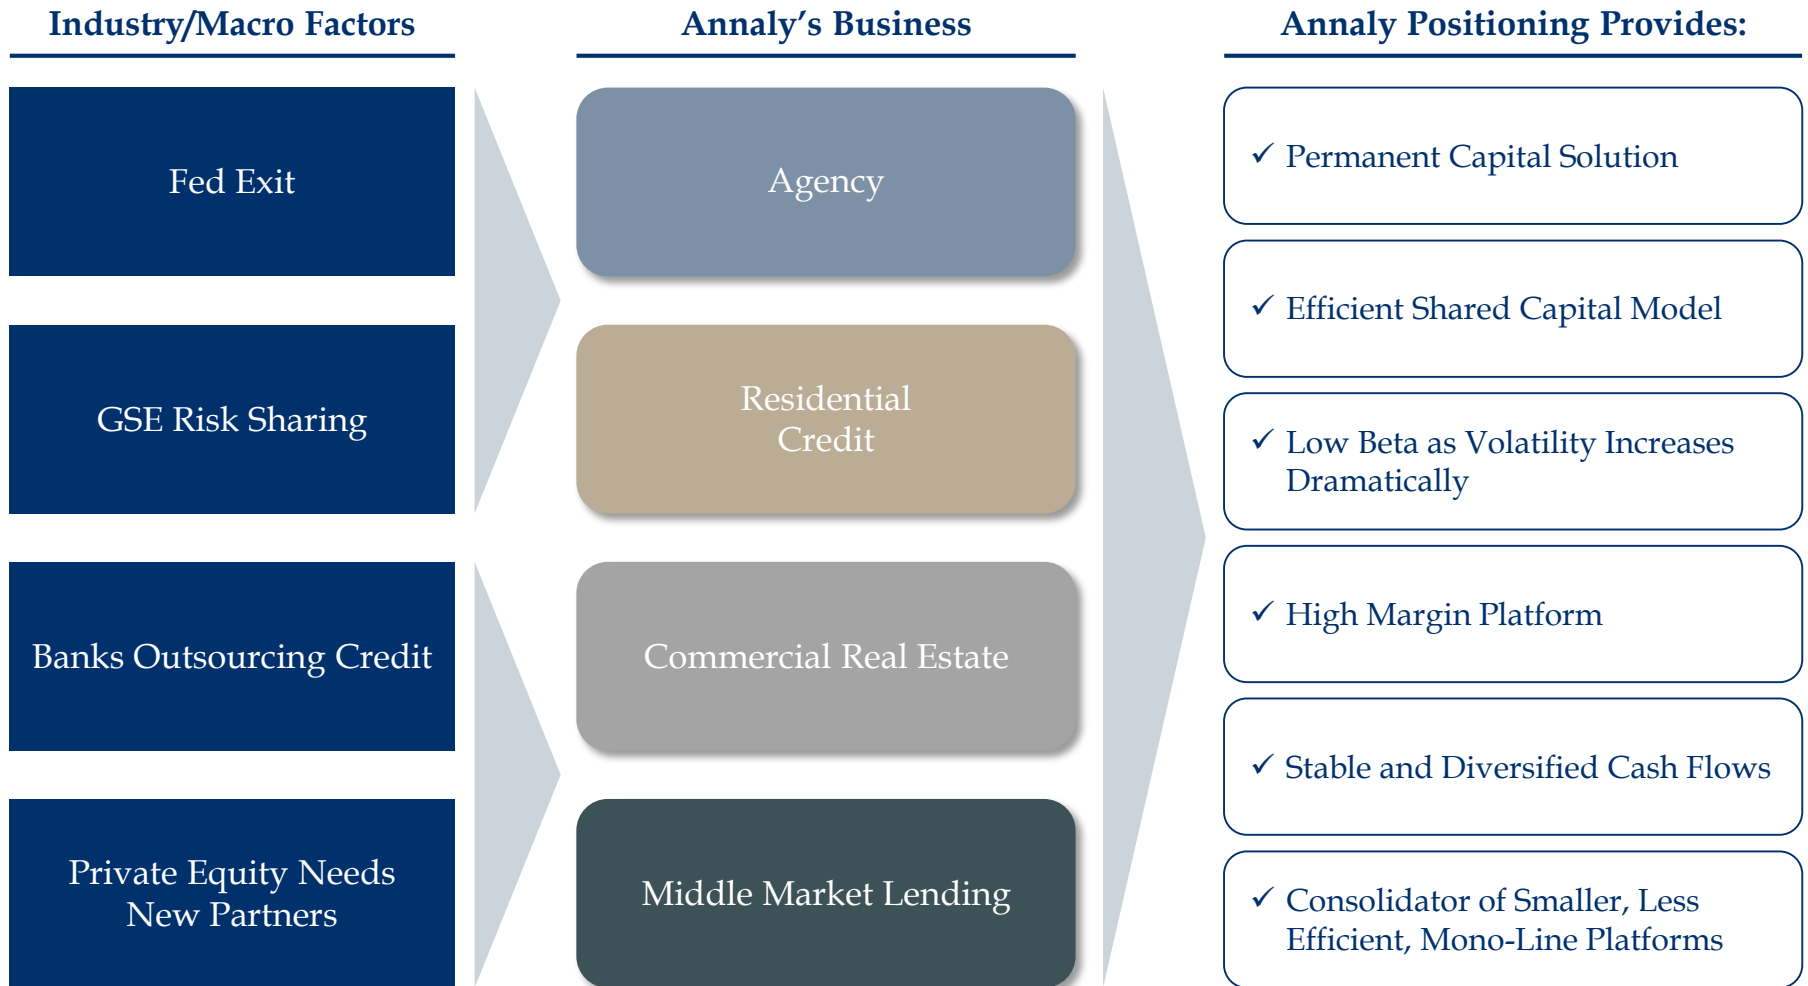 Industry/Macro Factors
Fed Exit
GSE Risk Sharing
Banks Outsourcing Credit
Private Equity Needs
New Partners
Annaly’s Business
Agency
Residential
Credit
Commercial Real Estate
Middle Market Lending
Annaly Positioning Provides:
✓ Permanent Capital Solution
✓ Efficient Shared Capital Model
✓ Low Beta as Volatility Increases
Dramatically
✓ High Margin Platform
✓ Stable and Diversified Cash Flows
✓ Consolidator of Smaller, Less
Efficient, Mono-Line Platforms